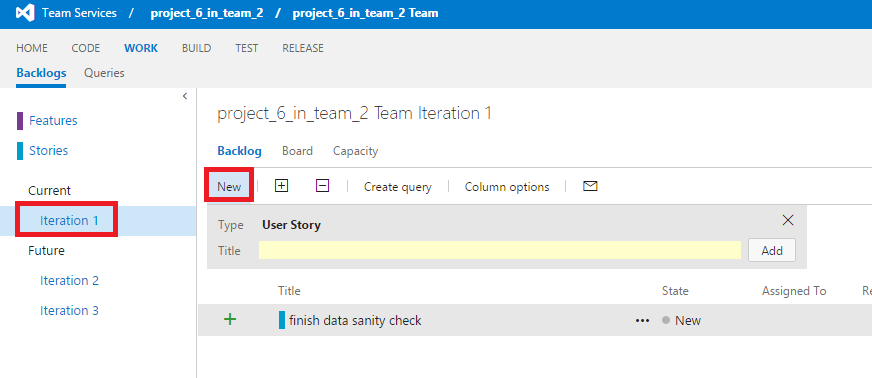 Team Services / project_6_in_team_2 / project_6_in_team_2 Team
HOME CODE WORK BUILD TEST RELEASE
Backlogs Queries
Features
Stories
Current
Iteration 1
Future
Iteration 2
Iteration 3
project_6_in_team_2 Team Iteration 1
Backlog Board Capacity
New Create query Column options
Type User Story
Title Add
Title State Assigned To Re
finish data sanity check ... New